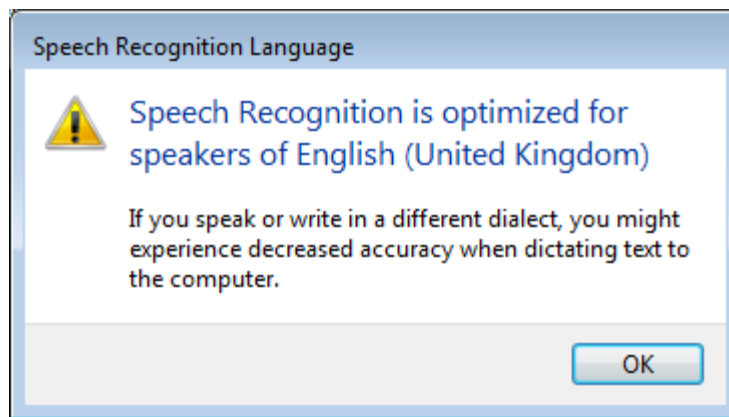 Speech Recognition Language
Speech Recognition is optimized for
speakers of English (United Kingdom)
If you speak or write in a different dialect, you might
experience decreased accuracy when dictating text to
the computer.
OK